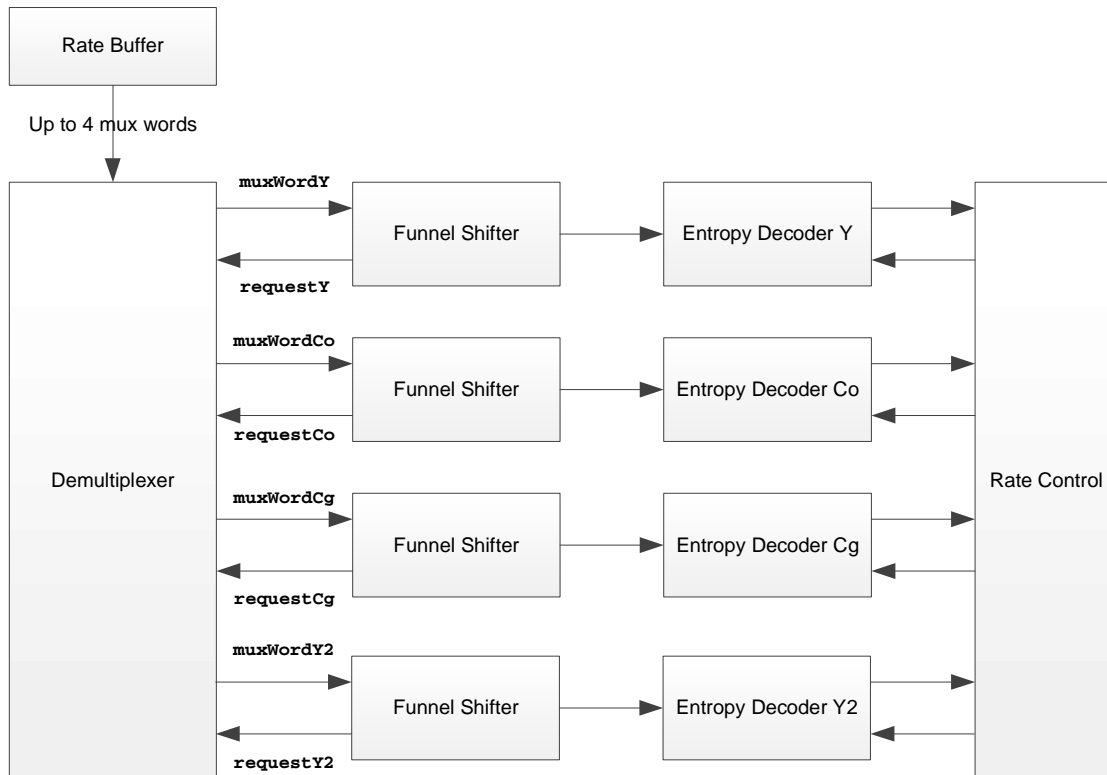 Rate Buffer
Up to 4 mux words
muxWordY
Funnel Shifter
Entropy Decoder Y
requestY
muxWordCo
Funnel Shifter
Entropy Decoder Co
requestCo
Demultiplexer
Rate Control
muxWordCg
Funnel Shifter
Entropy Decoder Cg
requestCg
muxWordY2
Funnel Shifter
Entropy Decoder Y2
requestY2